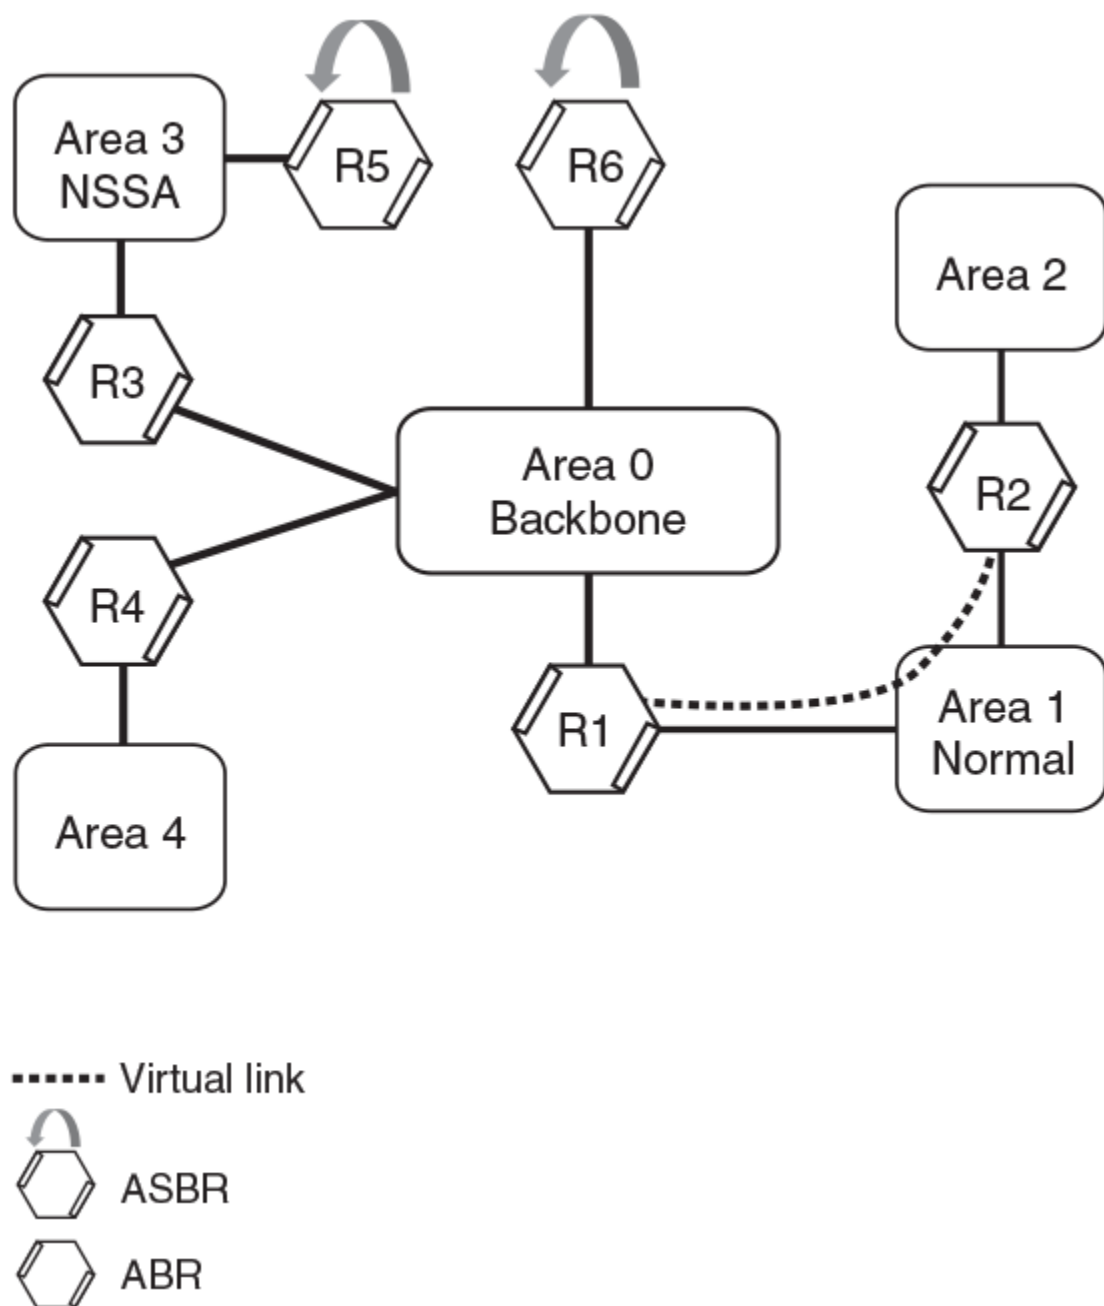 Area 3
NSSA
R5
R6
Area 2
R3
Area 0
Backbone
R2
R4
R1
Area 1
Normal
Area 4
Virtual link
ASBR
ABR